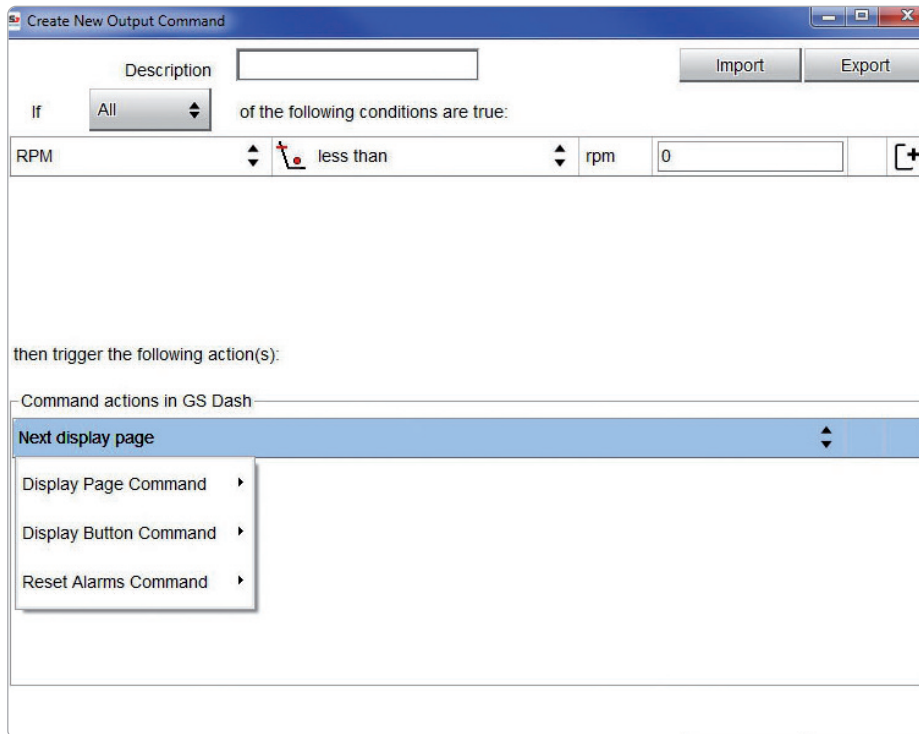 Create New Output Command
Description
Import
Export
If
All
of the following conditions are true:
RPM
less than
rpm
0
then trigger the following action(s):
Command actions in GS Dash
Next display page
Display Page Command
Display Button Command
Reset Alarms Command